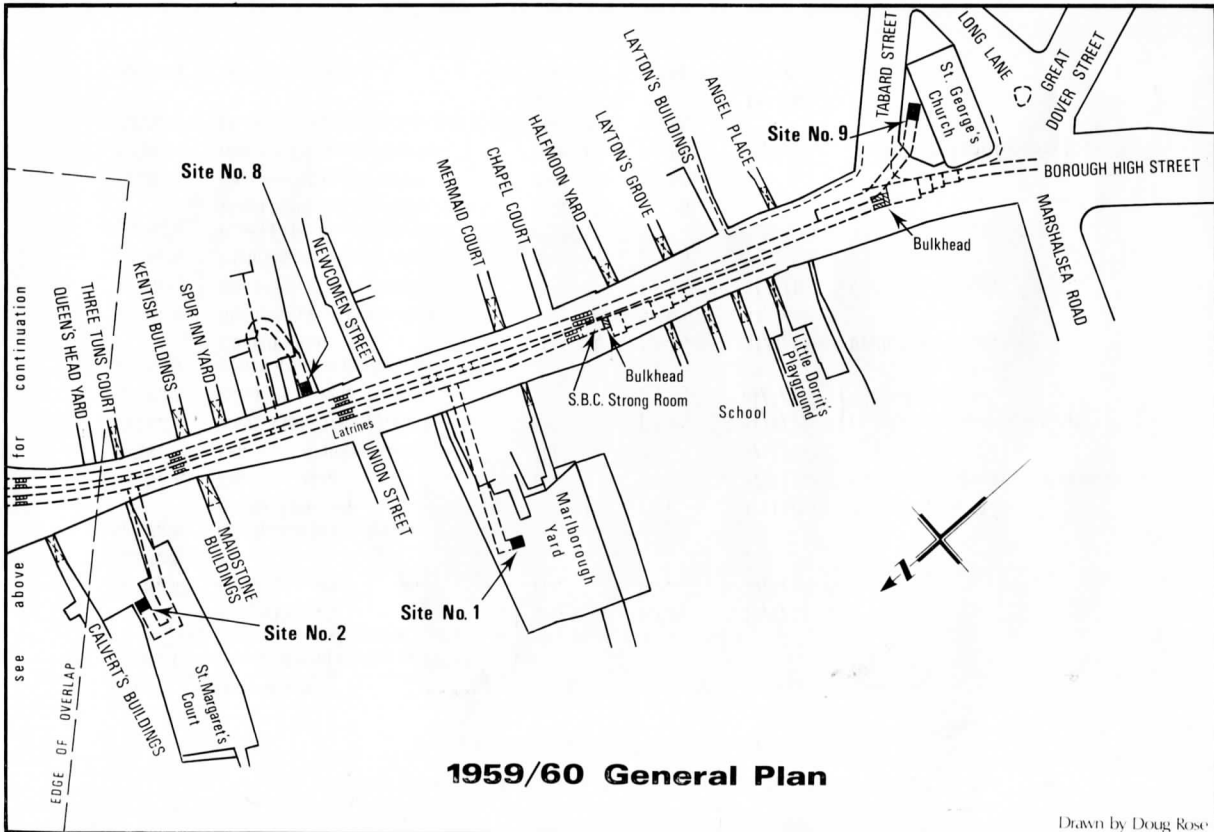 see above for continuation
EDGE OF OVERLAP
QUEEN'S HEAD YARD
THREE TUNS COURT
KENTISH BUILDINGS
SPUR INN YARD
Site No. 8
NEWCOMEN STREET
MERMAID COURT
CHAPEL COURT
HALFMOON YARD
LAYTON'S GROVE
LAYTON'S BUILDINGS
ANGEL PLACE
Site No. 9
TABARD STREET
St. George's
Church
LONG LANE
GREAT
DOVER STREET
BOROUGH HIGH STREET
MARSHALSEA ROAD
Bulkhead
Little Dorrit's
Playground
School
Bulkhead
S.B.C. Strong Room
Latrines
UNION STREET
Marlborough
Yard
Site No. 1
MAIDSTONE
BUILDINGS
Site No. 2
St. Margaret's
Court
CALVERT'S BUILDINGS
N
1959/60 General Plan
Drawn by Doug Rose